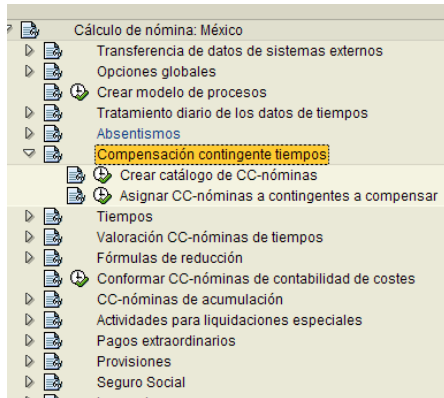 Cálculo de nómina: México
Transferencia de datos de sistemas externos
Opciones globales
Crear modelo de procesos
Tratamiento diario de los datos de tiempos
Absentismos
Compensación contingente tiempos
Crear catálogo de CC-nóminas
Asignar CC-nóminas a contingentes a compensar
Tiempos
Valoración CC-nóminas de tiempos
Fórmulas de reducción
Conformar CC-nóminas de contabilidad de costes
CC-nóminas de acumulación
Actividades para liquidaciones especiales
Pagos extraordinarios
Provisiones
Seguro Social